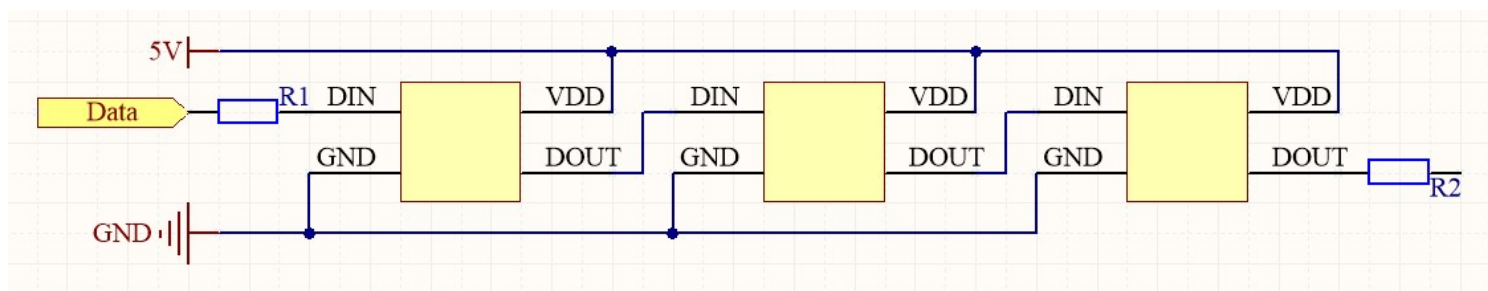 5V
R1 DIN VDD DIN VDD DIN VDD
Data
GND DOUT GND DOUT GND DOUT
R2
GND